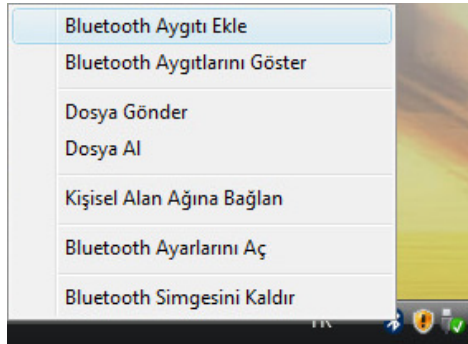 Bluetooth Aygıtı Ekle
Bluetooth Aygıtlarını Göster
Dosya Gönder
Dosya Al
Kişisel Alan Ağına Bağlan
Bluetooth Ayarlarını Aç
Bluetooth Simgesini Kaldır